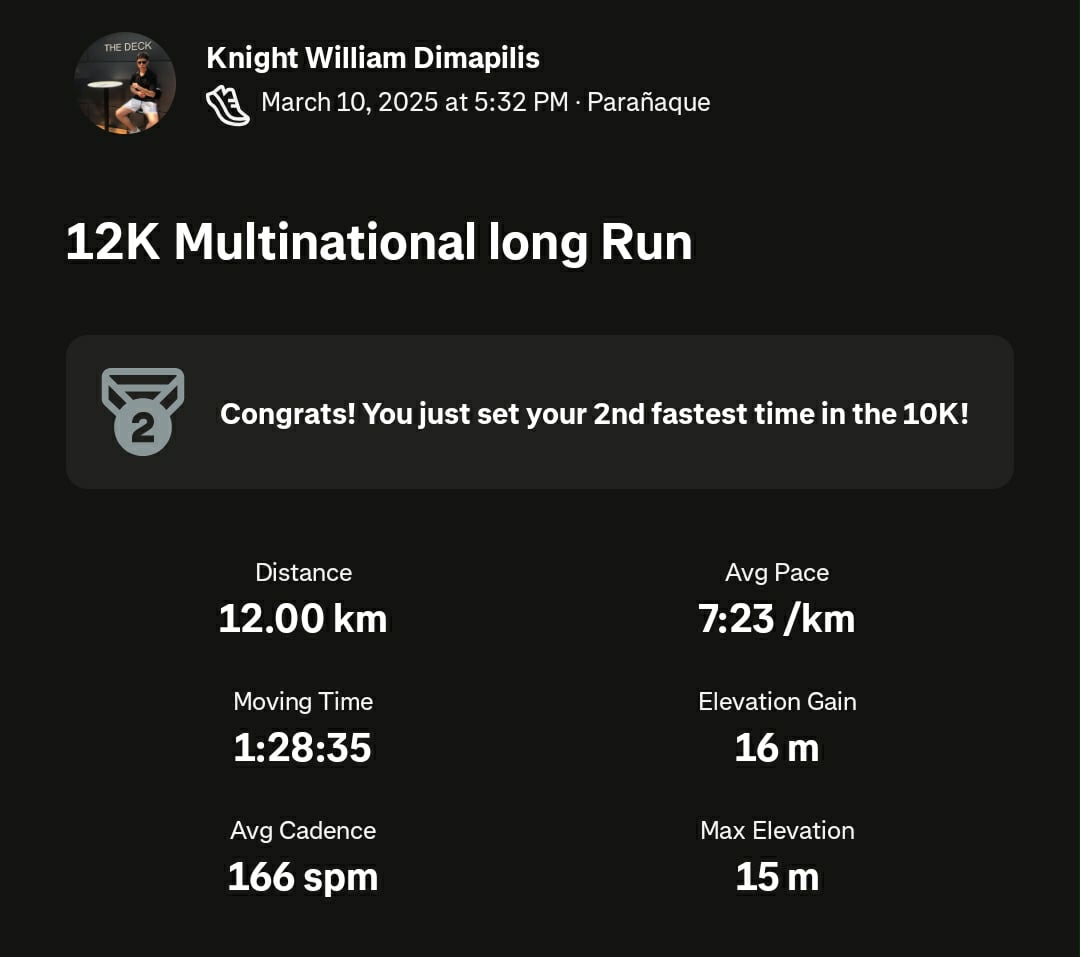 THE DECK
Knight William Dimapilis
March 10, 2025 at 5:32 PM · Parañaque
12K Multinational long Run
2
Congrats! You just set your 2nd fastest time in the 10K!
Distance
12.00 km
Avg Pace
7:23 /km
Moving Time
1:28:35
Elevation Gain
16 m
Avg Cadence
166 spm
Max Elevation
15 m